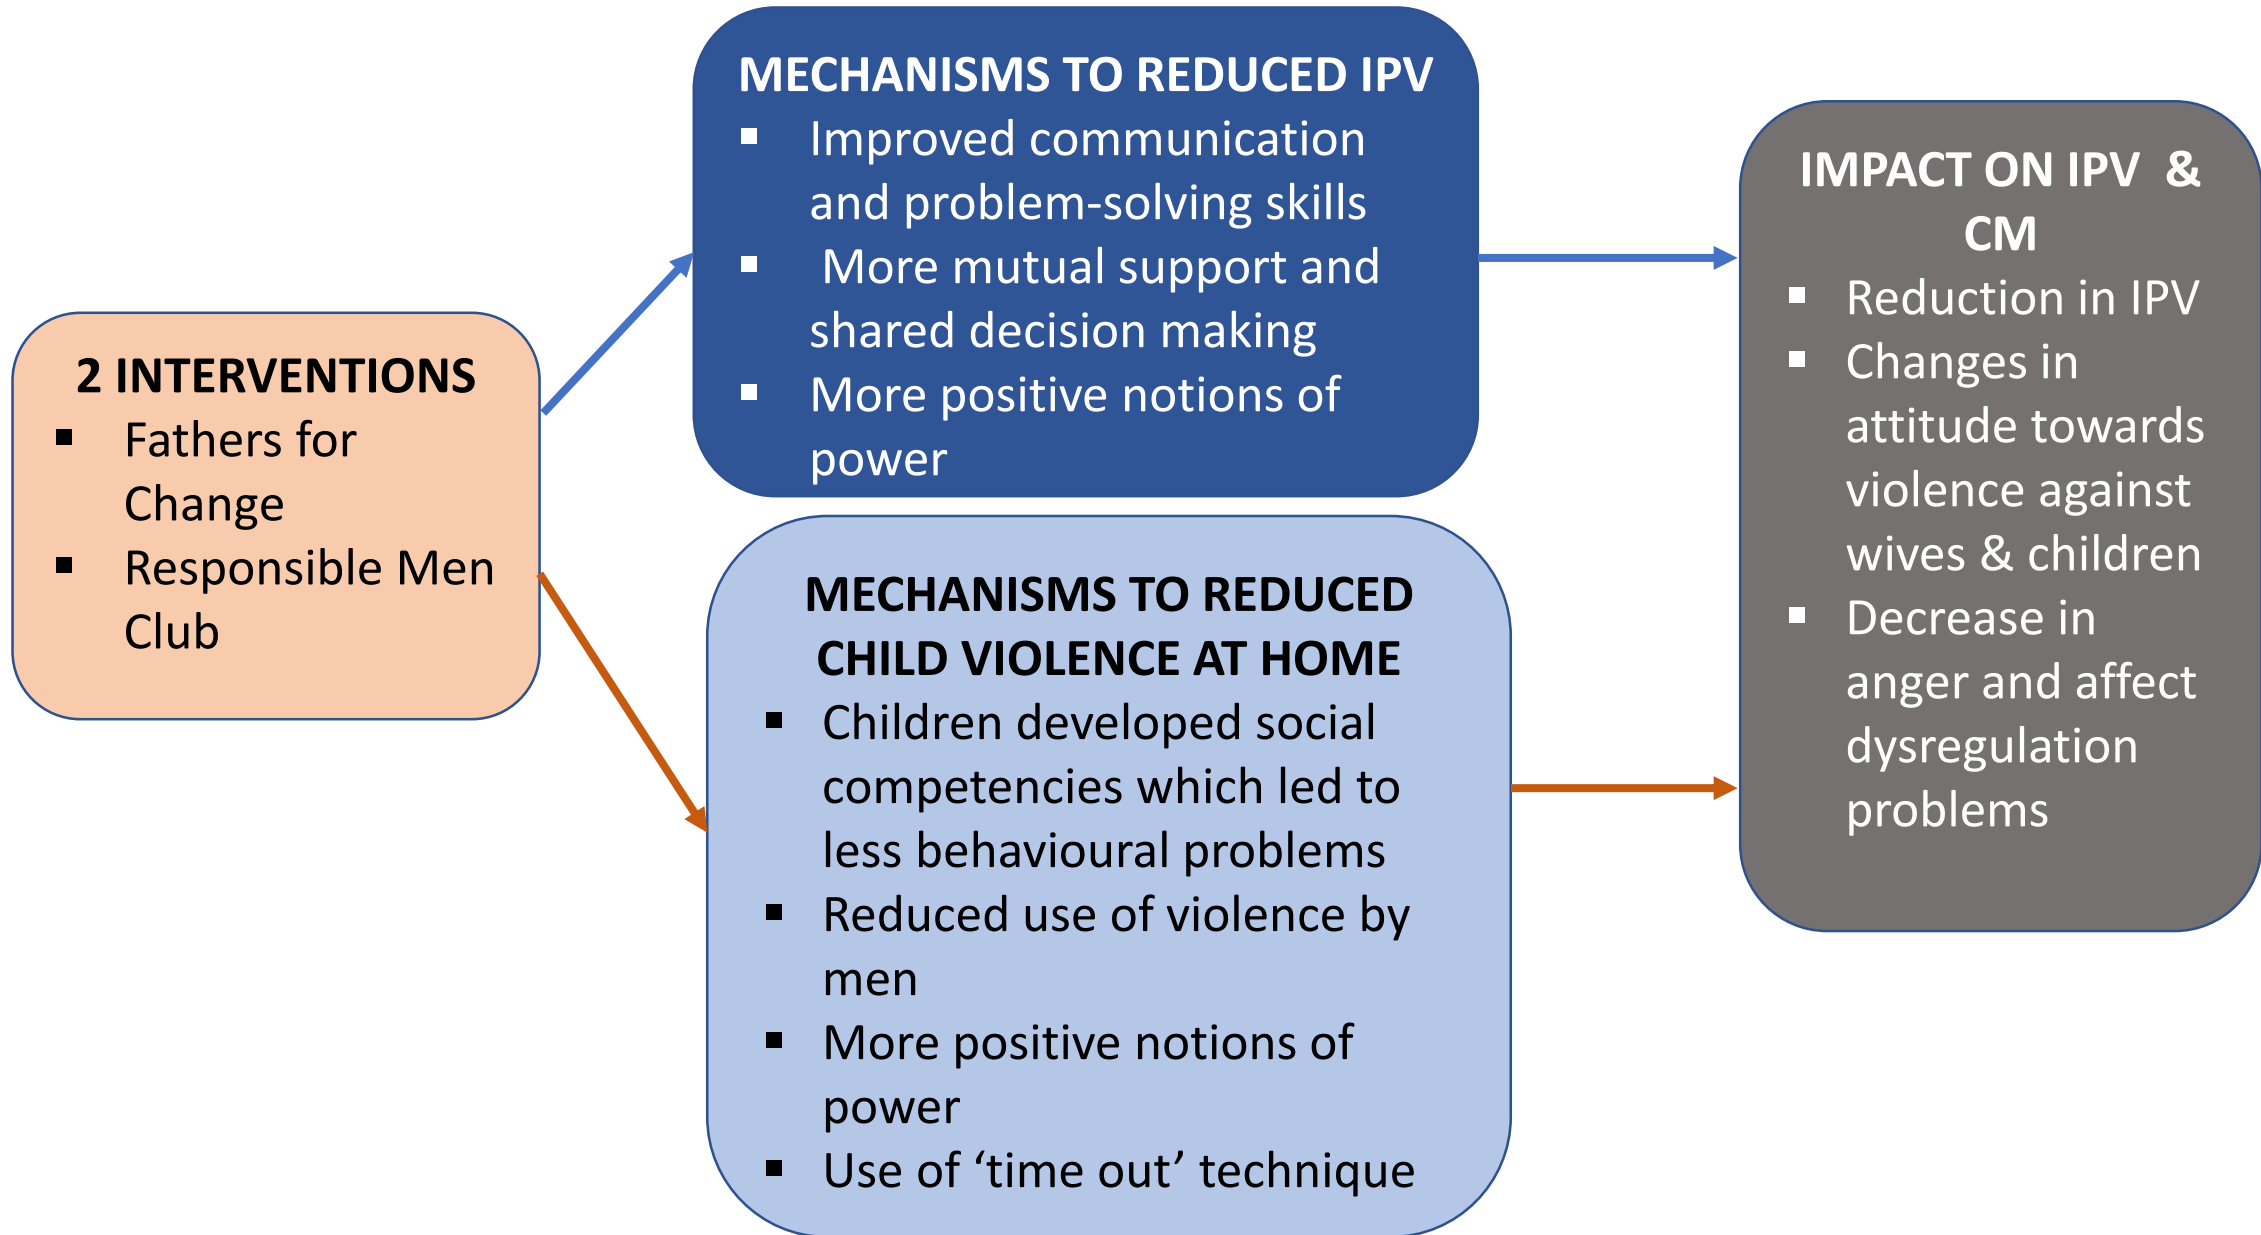 2 INTERVENTIONS
▪ Fathers for
Change
▪ Responsible Men
Club
MECHANISMS TO REDUCED IPV
▪ Improved communication
and problem-solving skills
▪ More mutual support and
shared decision making
▪ More positive notions of
power
MECHANISMS TO REDUCED
CHILD VIOLENCE AT HOME
▪ Children developed social
competencies which led to
less behavioural problems
▪ Reduced use of violence by
men
▪ More positive notions of
power
▪ Use of ‘time out’ technique
IMPACT ON IPV &
CM
▪ Reduction in IPV
▪ Changes in
attitude towards
violence against
wives & children
▪ Decrease in
anger and affect
dysregulation
problems